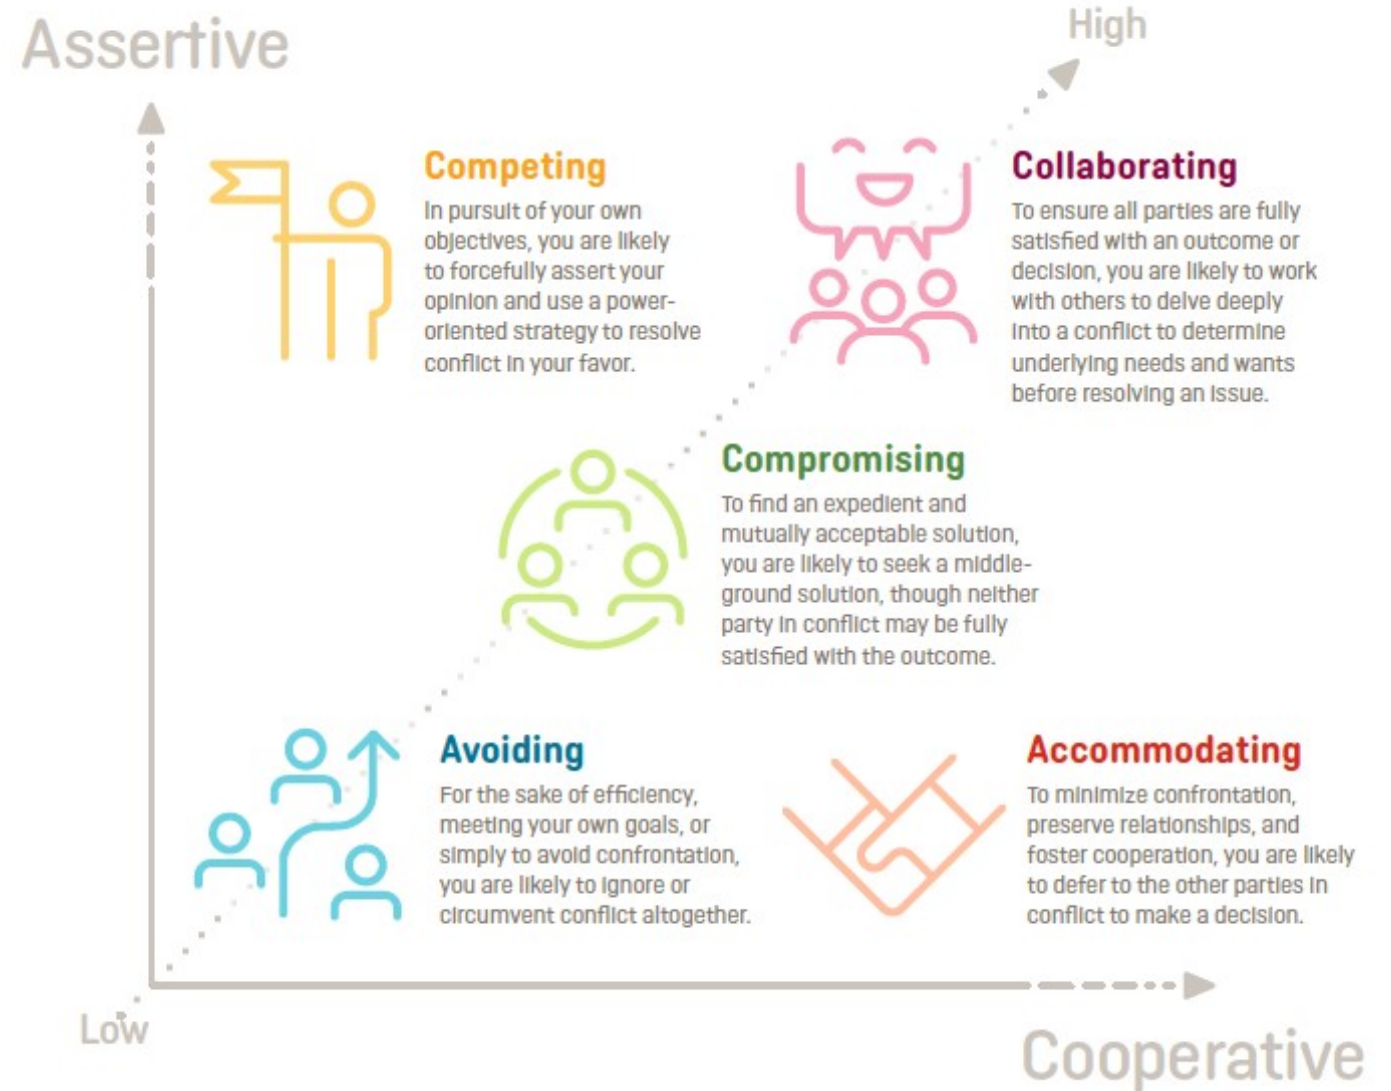 Assertive
High
Competing
In pursuit of your own
objectives, you are likely
to forcefully assert your
opinion and use a power-
oriented strategy to resolve
conflict in your favor.
Collaborating
To ensure all parties are fully
satisfied with an outcome or
decision, you are likely to work
with others to delve deeply
into a conflict to determine
underlying needs and wants
before resolving an issue.
Compromising
To find an expedient and
mutually acceptable solution,
you are likely to seek a middle-
ground solution, though neither
party in conflict may be fully
satisfied with the outcome.
Avoiding
For the sake of efficiency,
meeting your own goals, or
simply to avoid confrontation,
you are likely to ignore or
circumvent conflict altogether.
Accommodating
To minimize confrontation,
preserve relationships, and
foster cooperation, you are likely
to defer to the other parties in
conflict to make a decision.
Low
Cooperative